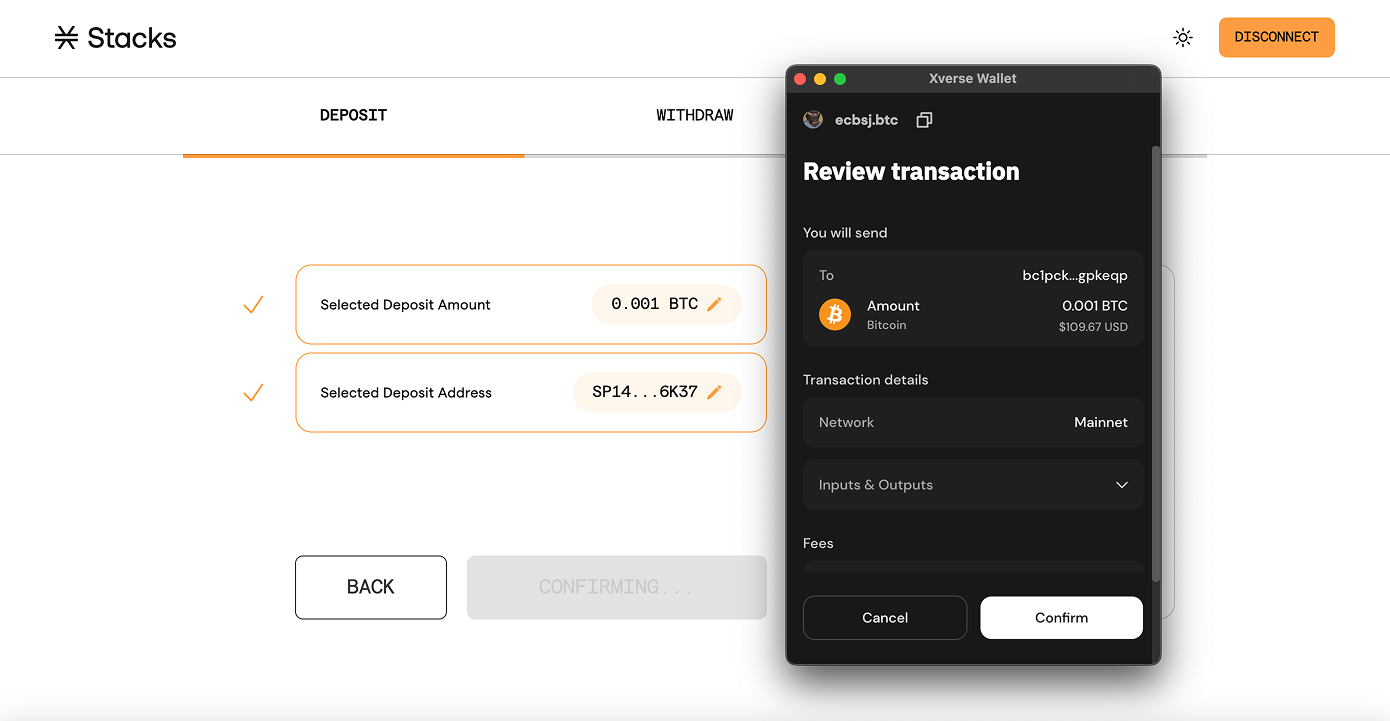 Stacks
DISCONNECT
DEPOSIT
WITHDRAW
Selected Deposit Amount
0.001 BTC
Selected Deposit Address
SP14...6K37
BACK
CONFIRMING...
Xverse Wallet
ecbsj.btc
Review transaction
You will send
To
bc1pck...gpkeqp
Amount
0.001 BTC
Bitcoin
$109.67 USD
Transaction details
Network
Mainnet
Inputs & Outputs
Fees
Cancel
Confirm